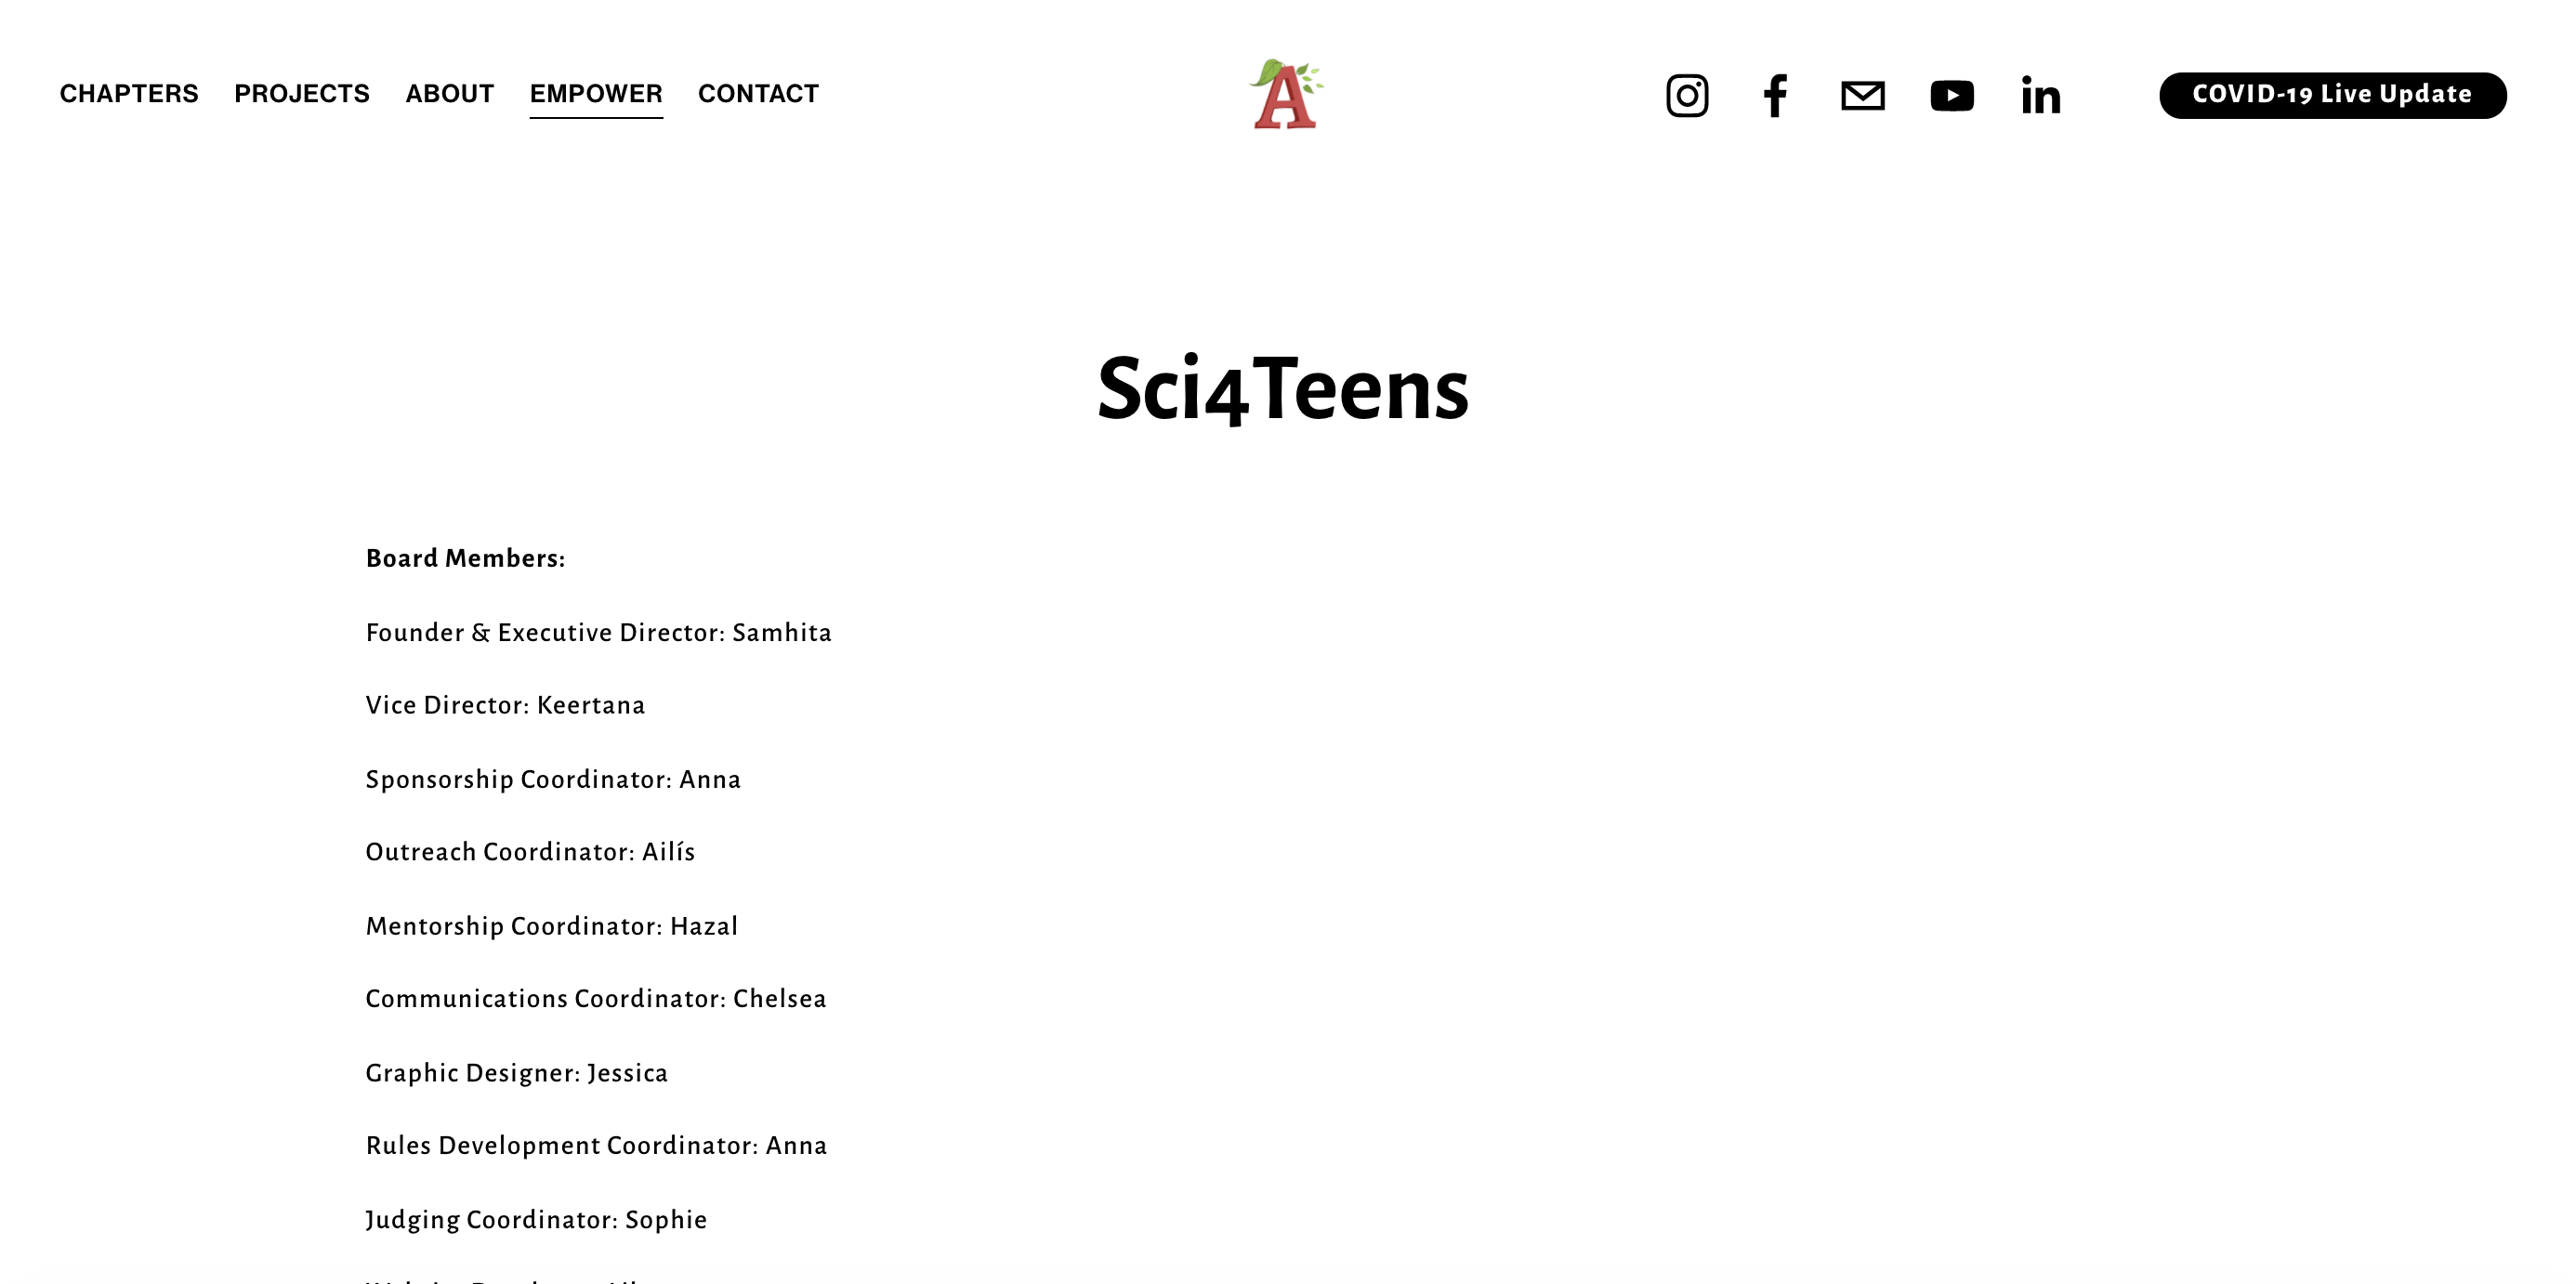 CHAPTERS PROJECTS ABOUT EMPOWER CONTACT A COVID-19 Live Update
Sci4Teens
Board Members:
Founder & Executive Director: Samhita
Vice Director: Keertana
Sponsorship Coordinator: Anna
Outreach Coordinator: Ailís
Mentorship Coordinator: Hazal
Communications Coordinator: Chelsea
Graphic Designer: Jessica
Rules Development Coordinator: Anna
Judging Coordinator: Sophie